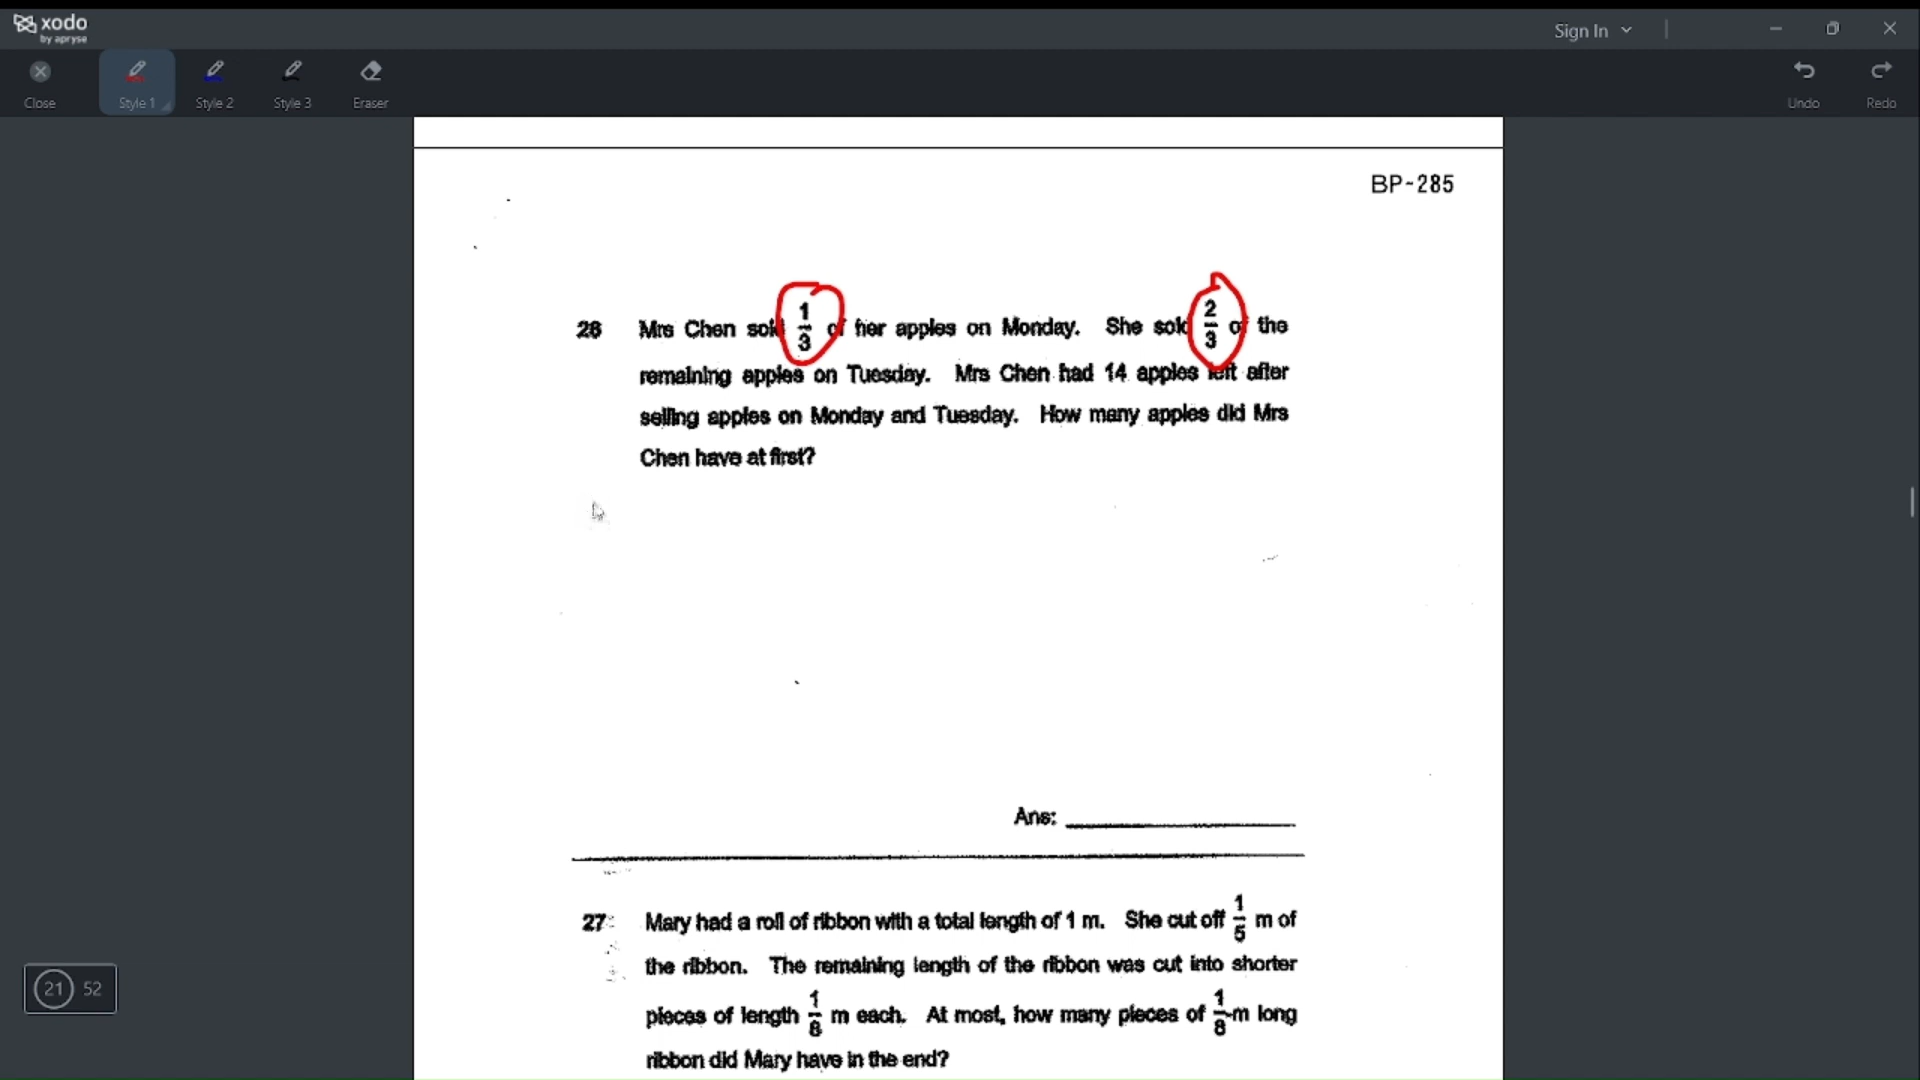 xodo
by apryse
Sign In
Close
Style 1
Style 2
Style 3
Eraser
Undo
Redo
BP-285
26 Mrs Chen sold 1/3 of her apples on Monday. She sold 2/3 of the
remaining apples on Tuesday. Mrs Chen had 14 apples left after
selling apples on Monday and Tuesday. How many apples did Mrs
Chen have at first?
Ans:
27 Mary had a roll of ribbon with a total length of 1 m. She cut off 1/5 m of
the ribbon. The remaining length of the ribbon was cut into shorter
pieces of length 1/8 m each. At most, how many pieces of 1/8-m long
ribbon did Mary have in the end?
21 52